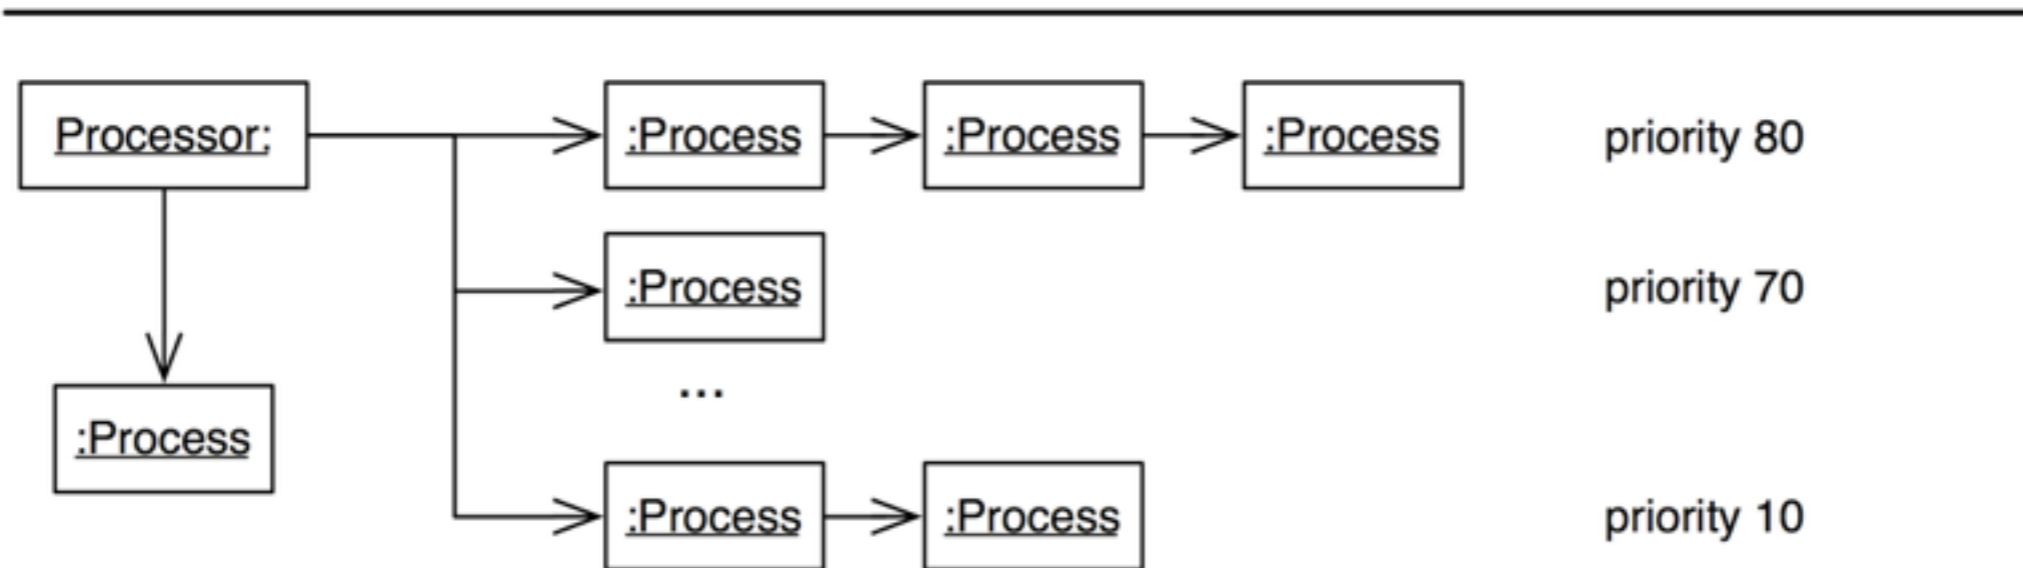 Processor: :Process :Process :Process priority 80
:Process priority 70
...
:Process
:Process :Process priority 10